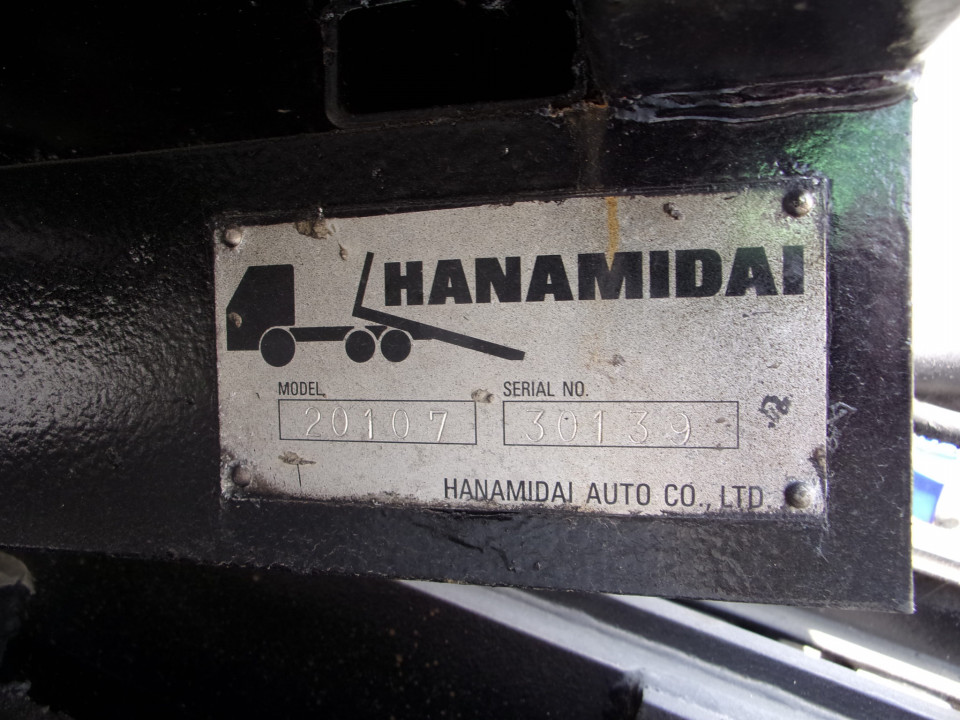 HANAMIDAI
MODEL SERIAL NO.
20107 30139
HANAMIDAI AUTO CO., LTD.